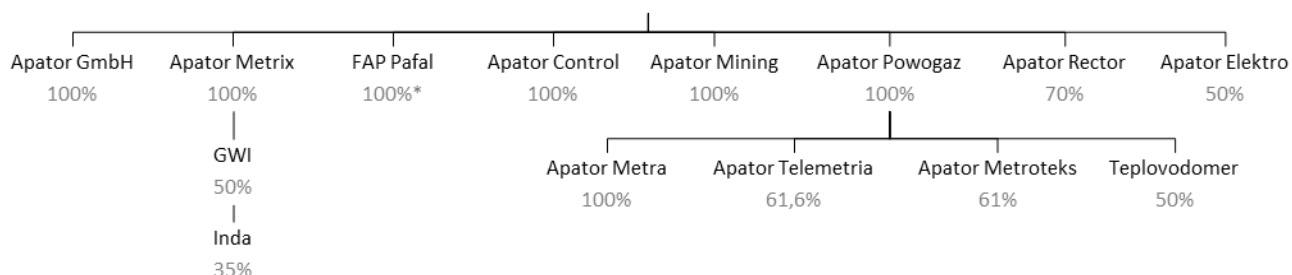 Apator GmbH Apator Metrix FAP Pafal Apator Control Apator Mining Apator Powogaz Apator Rector Apator Elektro
100% 100% 100%* 100% 100% 100% 70% 50%
GWI
50%
Inda
35%
Apator Metra Apator Telemetria Apator Metroteks Teplovodomer
100% 61,6% 61% 50%